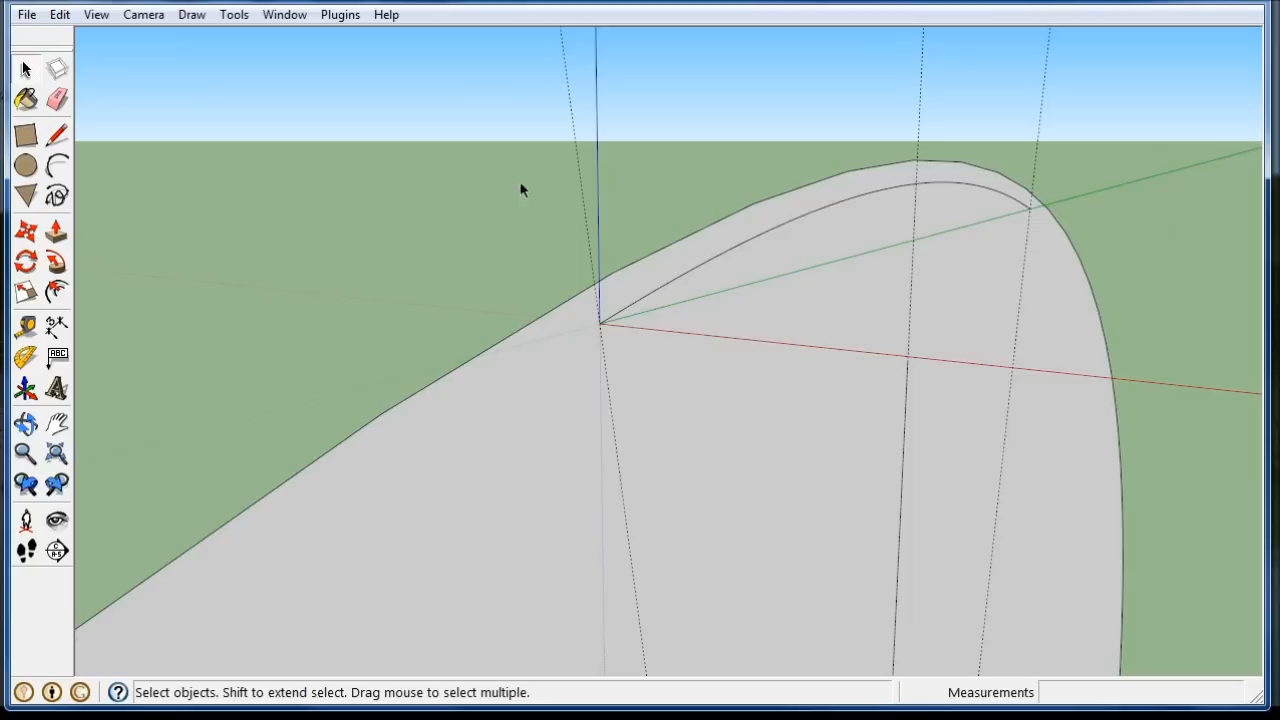 File Edit View Camera Draw Tools Window Plugins Help
ABC
A
Select objects. Shift to extend select. Drag mouse to select multiple.
Measurements